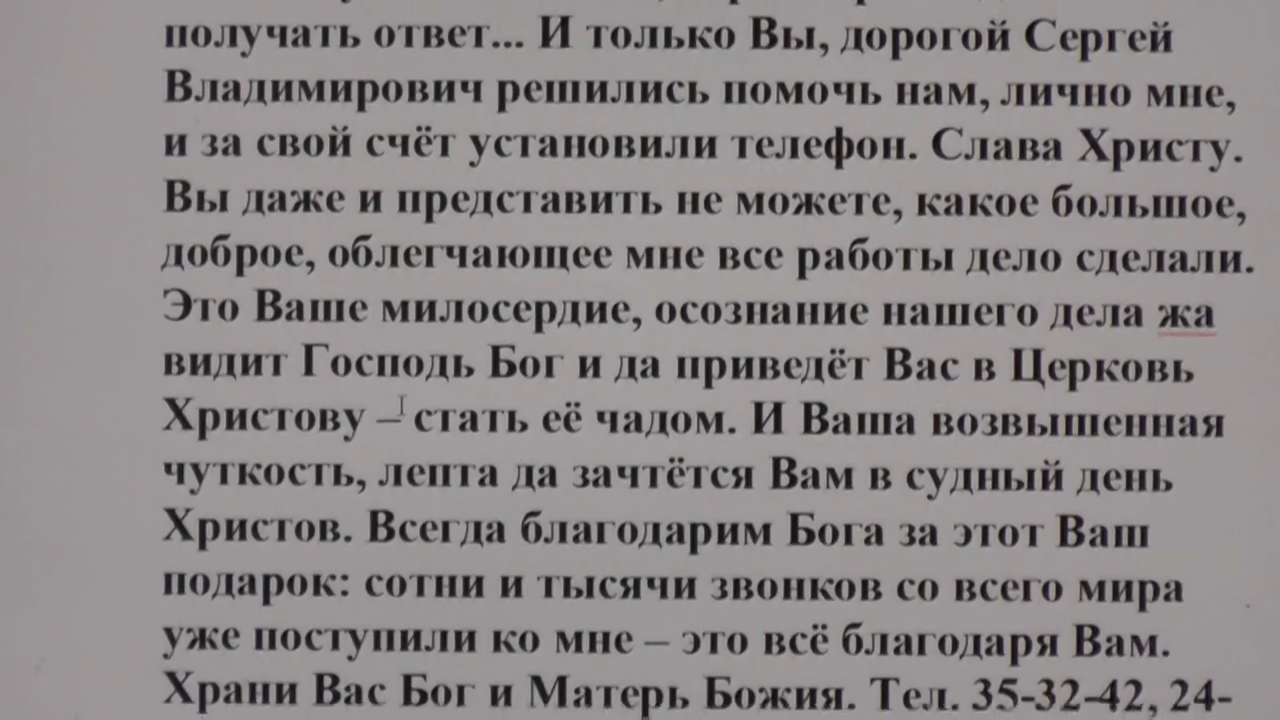 получать ответ... И только Вы, дорогой Сергей
Владимирович решились помочь нам, лично мне,
и за свой счёт установили телефон. Слава Христу.
Вы даже и представить не можете, какое большое,
доброе, облегчающее мне все работы дело сделали.
Это Ваше милосердие, осознание нашего дела жа
видит Господь Бог и да приведёт Вас в Церковь
Христову – стать её чадом. И Ваша возвышенная
чуткость, лепта да зачтётся Вам в судный день
Христов. Всегда благодарим Бога за этот Ваш
подарок: сотни и тысячи звонков со всего мира
уже поступили ко мне – это всё благодаря Вам.
Храни Вас Бог и Матерь Божия. Тел. 35-32-42, 24-